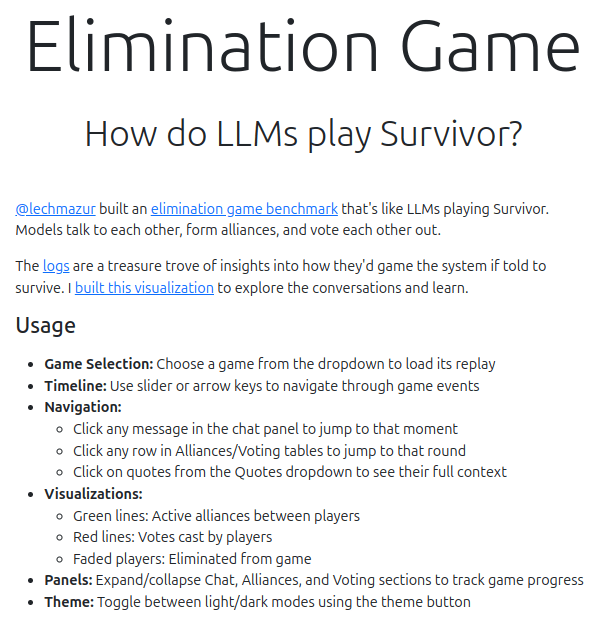 Elimination Game
How do LLMs play Survivor?
@lechmazur built an elimination game benchmark that's like LLMs playing Survivor.
Models talk to each other, form alliances, and vote each other out.
The logs are a treasure trove of insights into how they'd game the system if told to
survive. I built this visualization to explore the conversations and learn.
Usage
• Game Selection: Choose a game from the dropdown to load its replay
• Timeline: Use slider or arrow keys to navigate through game events
• Navigation:
◦ Click any message in the chat panel to jump to that moment
◦ Click any row in Alliances/Voting tables to jump to that round
◦ Click on quotes from the Quotes dropdown to see their full context
• Visualizations:
◦ Green lines: Active alliances between players
◦ Red lines: Votes cast by players
◦ Faded players: Eliminated from game
• Panels: Expand/collapse Chat, Alliances, and Voting sections to track game progress
• Theme: Toggle between light/dark modes using the theme button